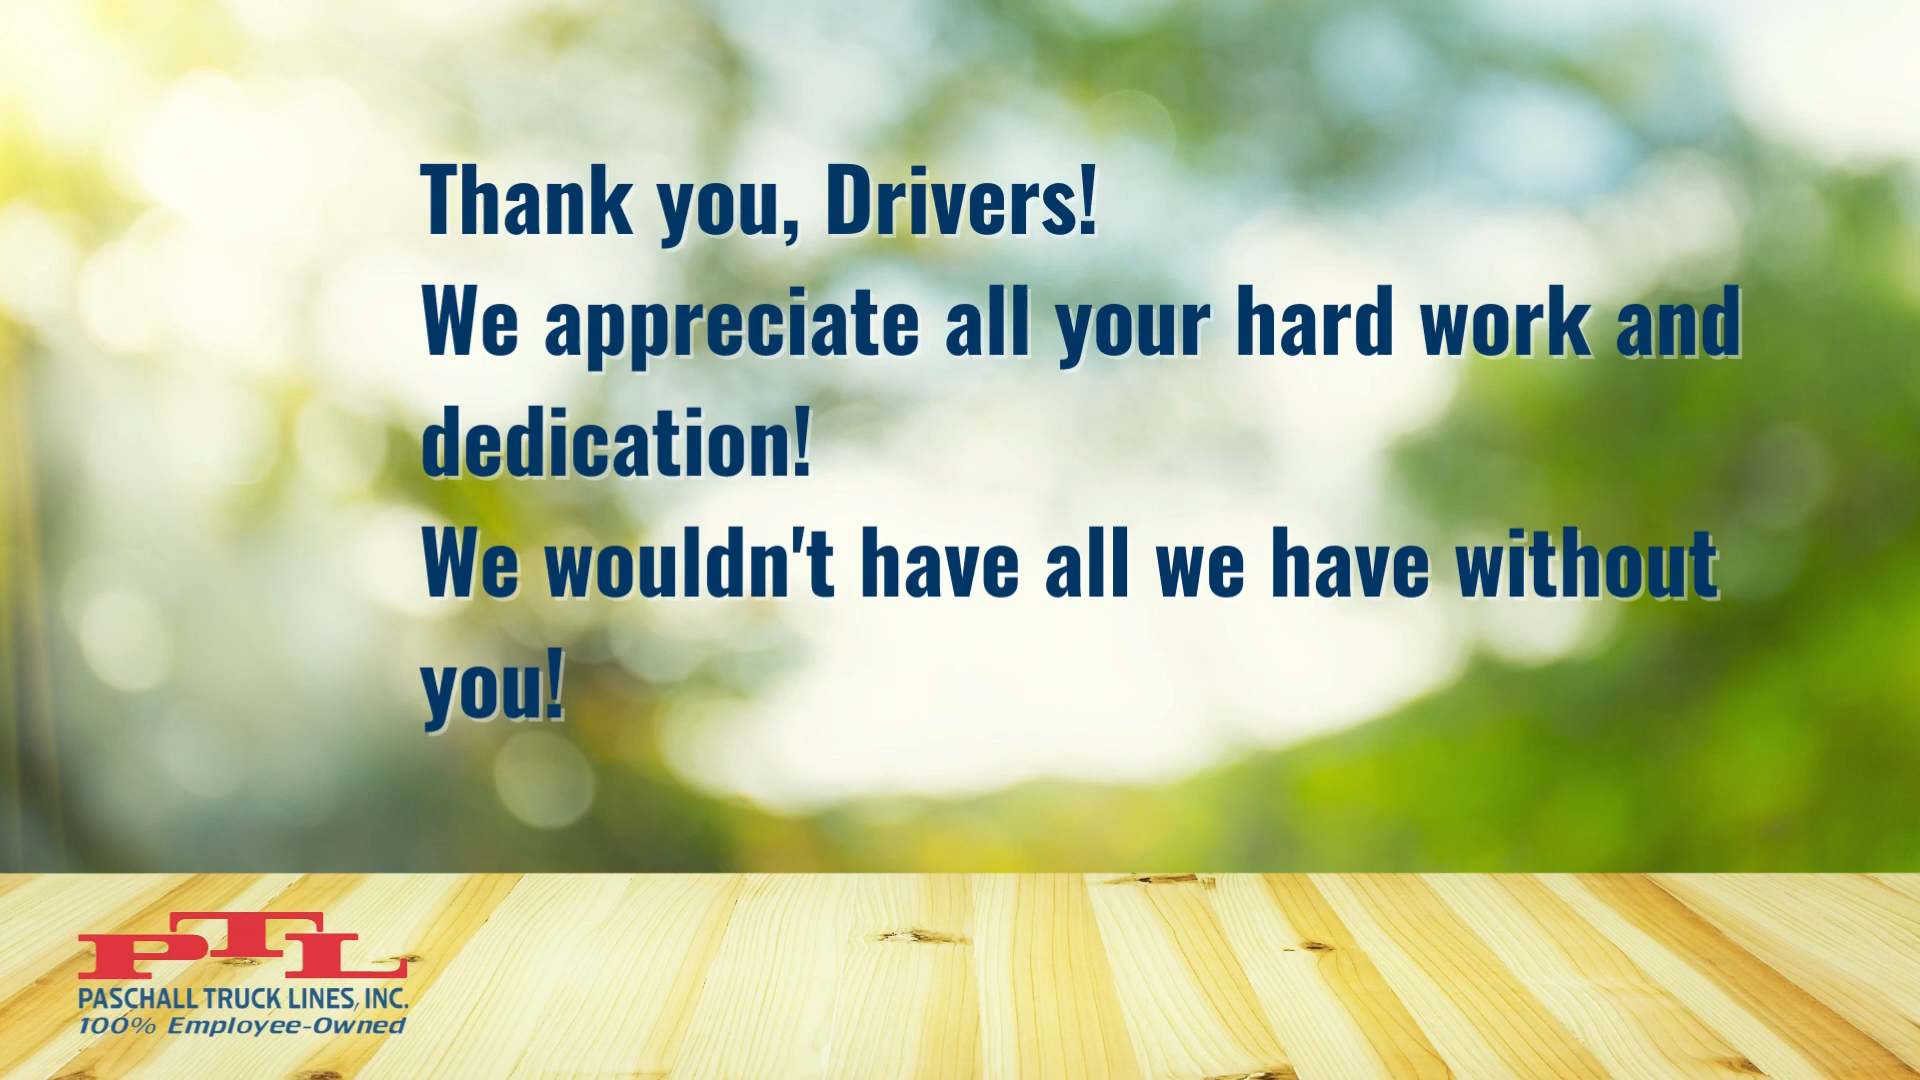 Thank you, Drivers!
We appreciate all your hard work and
dedication!
We wouldn't have all we have without
you!
PTL
PASCHALL TRUCK LINES, INC.
100% Employee-Owned